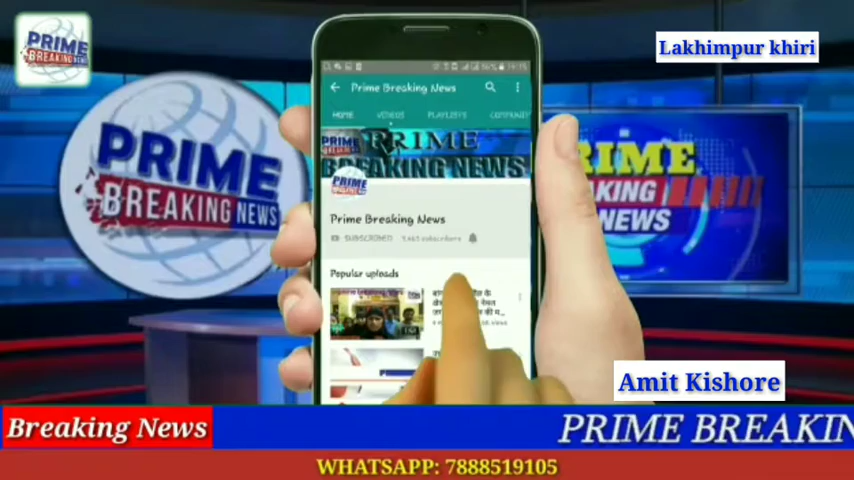 PRIME
BREAKING NEWS
Lakhimpur khiri
Prime Breaking News
HOME VIDEOS PLAYLISTS
PRIME
BREAKING NEWS
PRIME
BREAKING NEWS
PRIME
BREAKING NEWS
Prime Breaking News
SUBSCRIBED subscribers
Popular uploads
Amit Kishore
Breaking News
PRIME BREAKIN
WHATSAPP: 7888519105